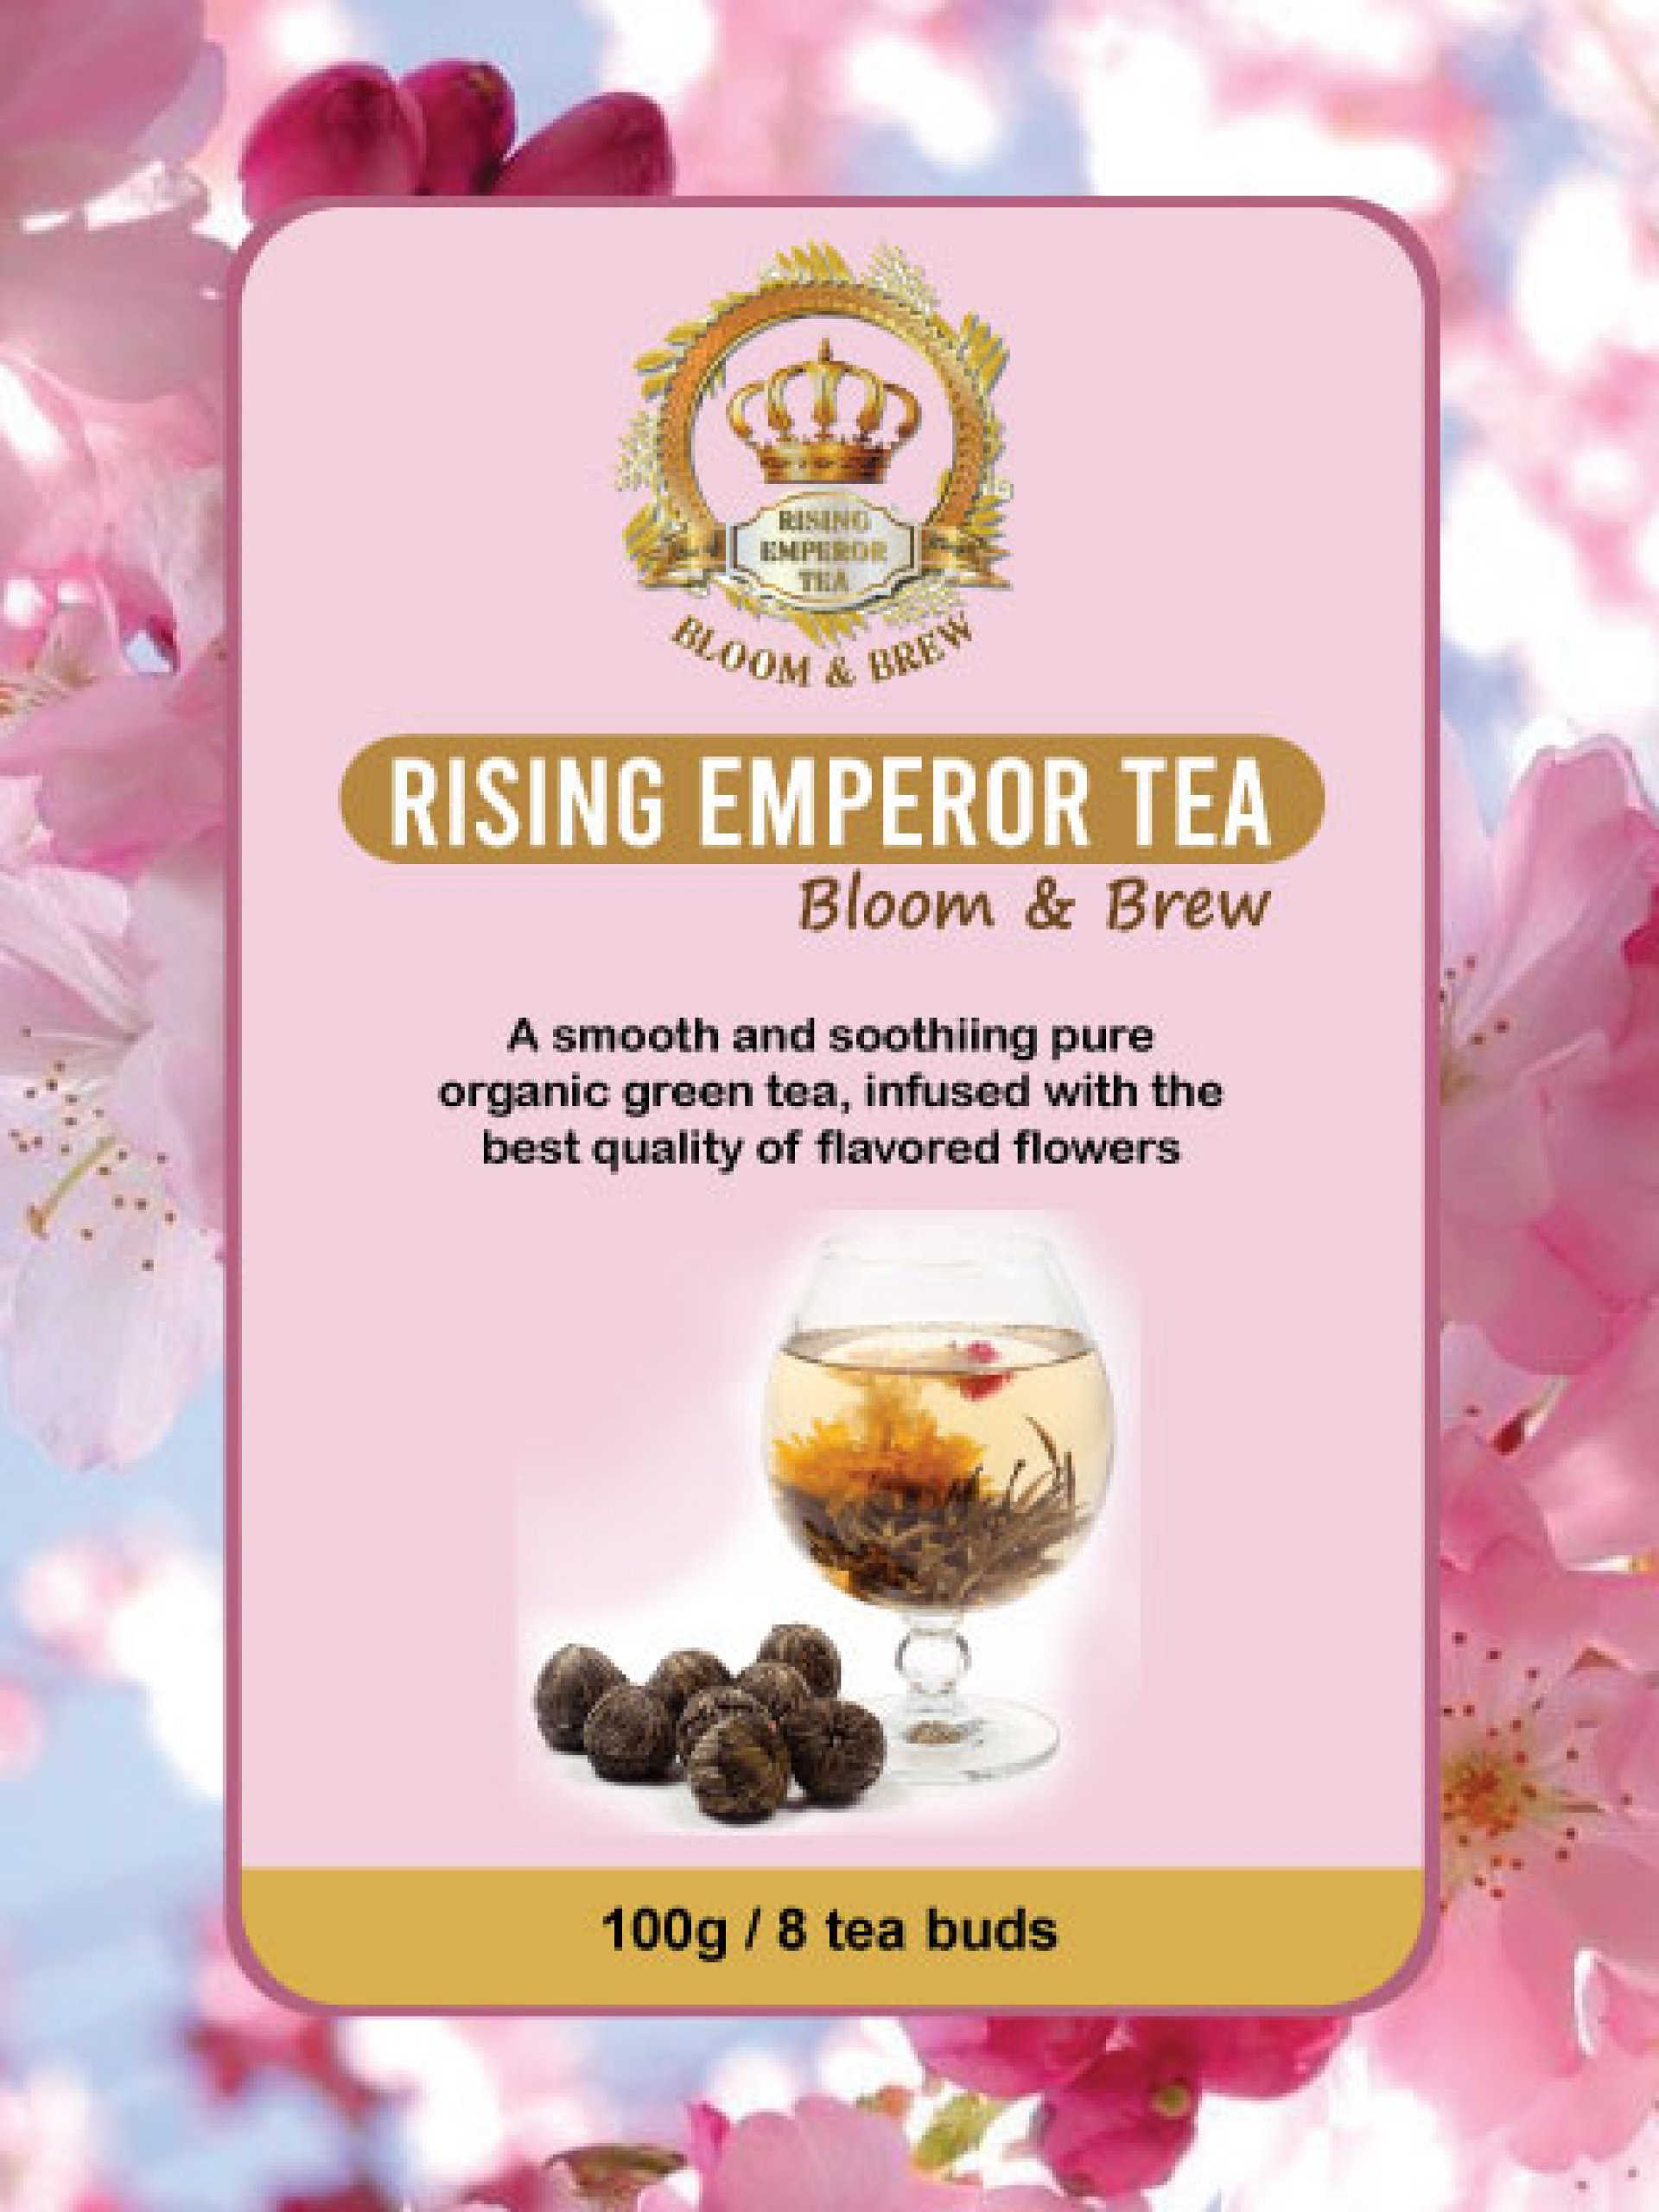 RISING
EMPEROR
TEA
BLOOM & BREW
RISING EMPEROR TEA
Bloom & Brew
A smooth and soothiing pure
organic green tea, infused with the
best quality of flavored flowers
100g / 8 tea buds